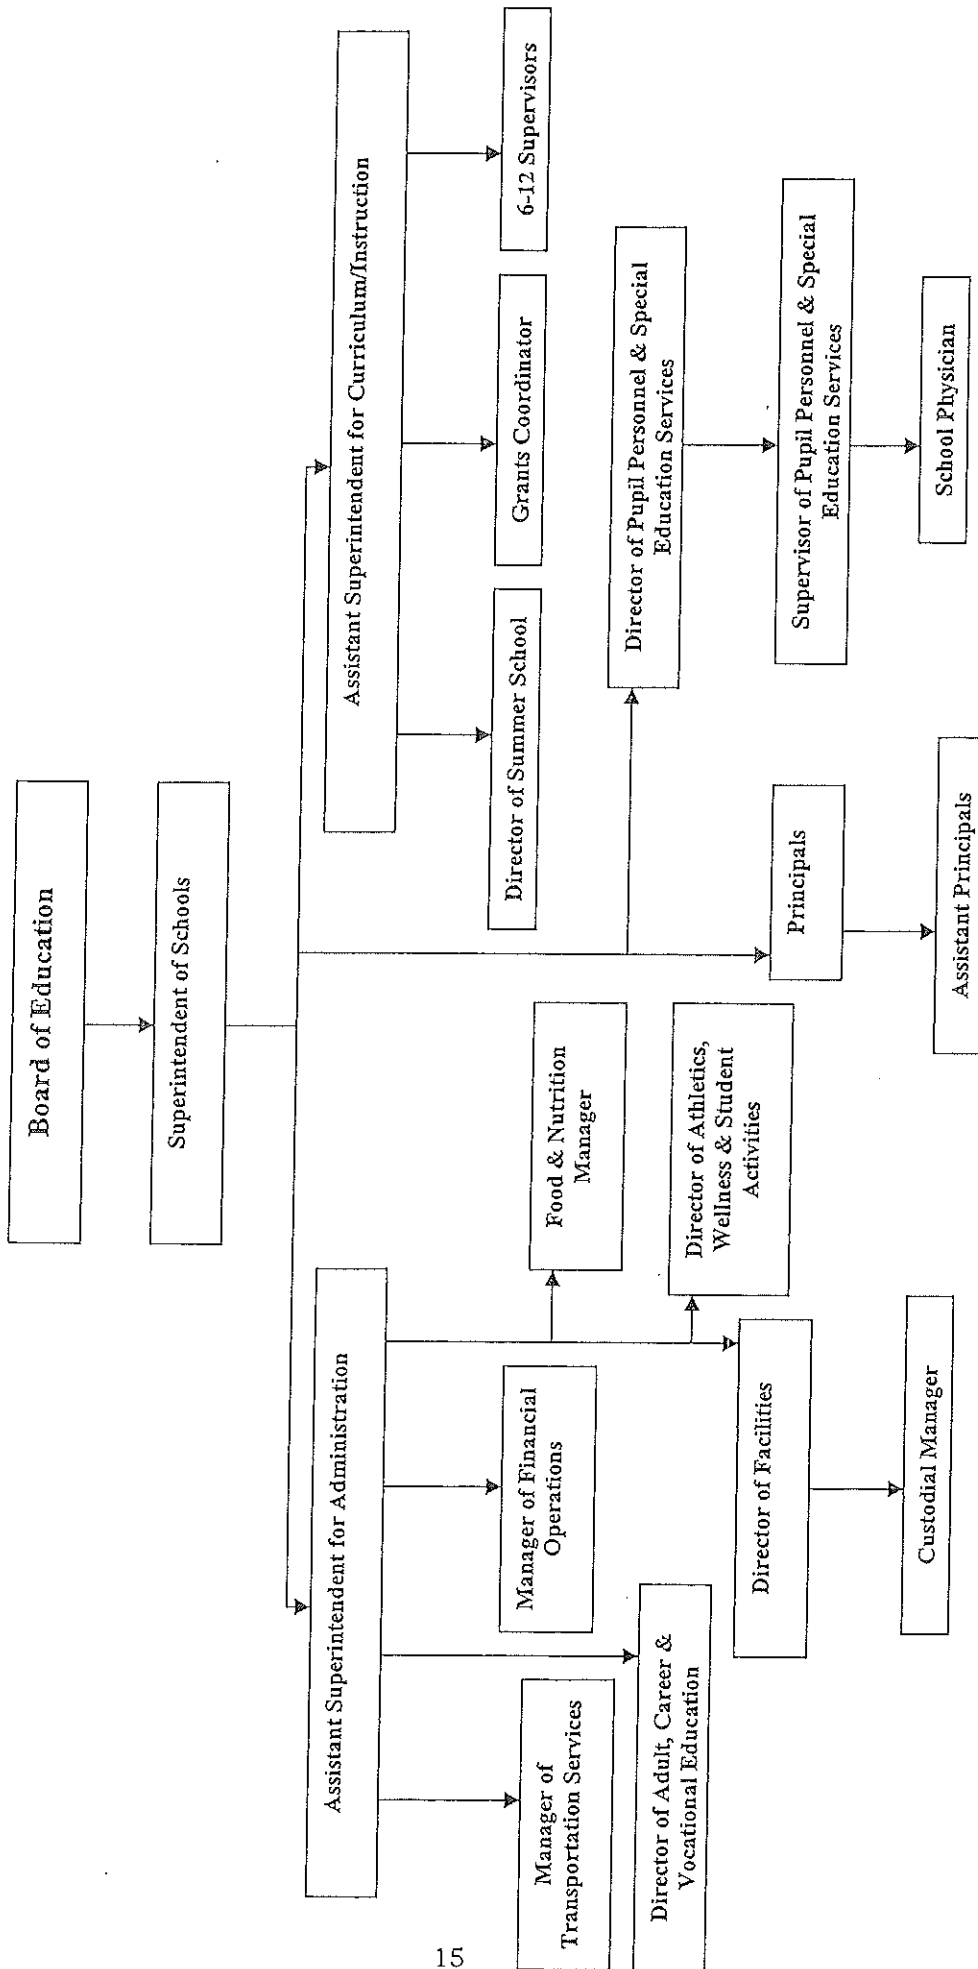 Board of Education
Superintendent of Schools
Assistant Superintendent for Administration
Assistant Superintendent for Curriculum/Instruction
Manager of
Transportation Services
Director of Adult, Career &
Vocational Education
Manager of Financial
Operations
Food & Nutrition
Manager
Director of Athletics,
Wellness & Student
Activities
Director of Facilities
Custodial Manager
Director of Summer School
Grants Coordinator
6-12 Supervisors
Director of Pupil Personnel & Special
Education Services
Supervisor of Pupil Personnel & Special
Education Services
School Physician
Principals
Assistant Principals
15